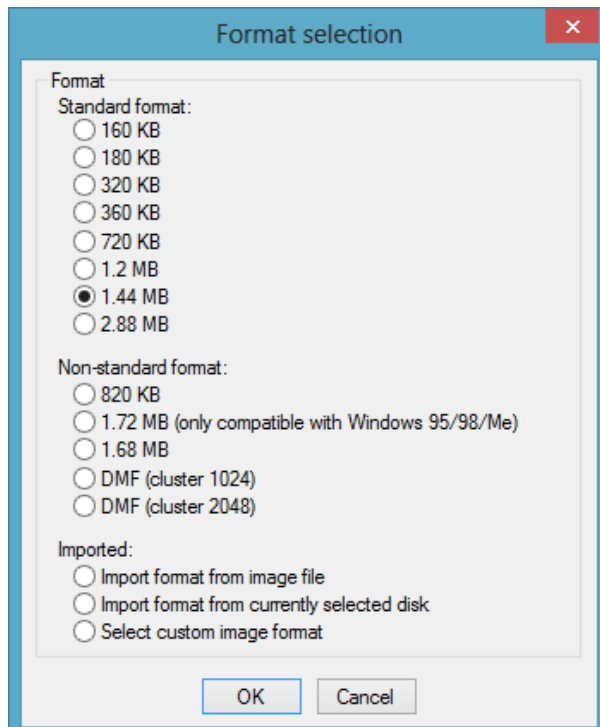 Format selection
Format
Standard format:
160 KB
180 KB
320 KB
360 KB
720 KB
1.2 MB
1.44 MB
2.88 MB
Non-standard format:
820 KB
1.72 MB (only compatible with Windows 95/98/Me)
1.68 MB
DMF (cluster 1024)
DMF (cluster 2048)
Imported:
Import format from image file
Import format from currently selected disk
Select custom image format
OK Cancel